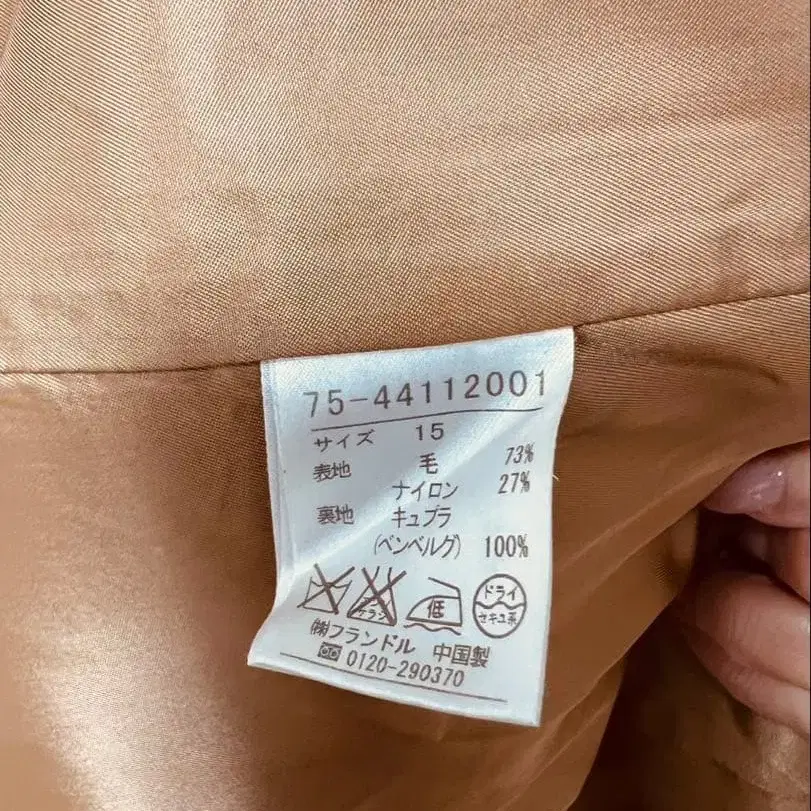 75-44112001
サイズ 15
表地 毛 73%
ナイロン 27%
裏地 キュプラ
(ベンベルグ) 100%
低 ドライ
セキユ系
㈱フランドル 中国製
0120-290370